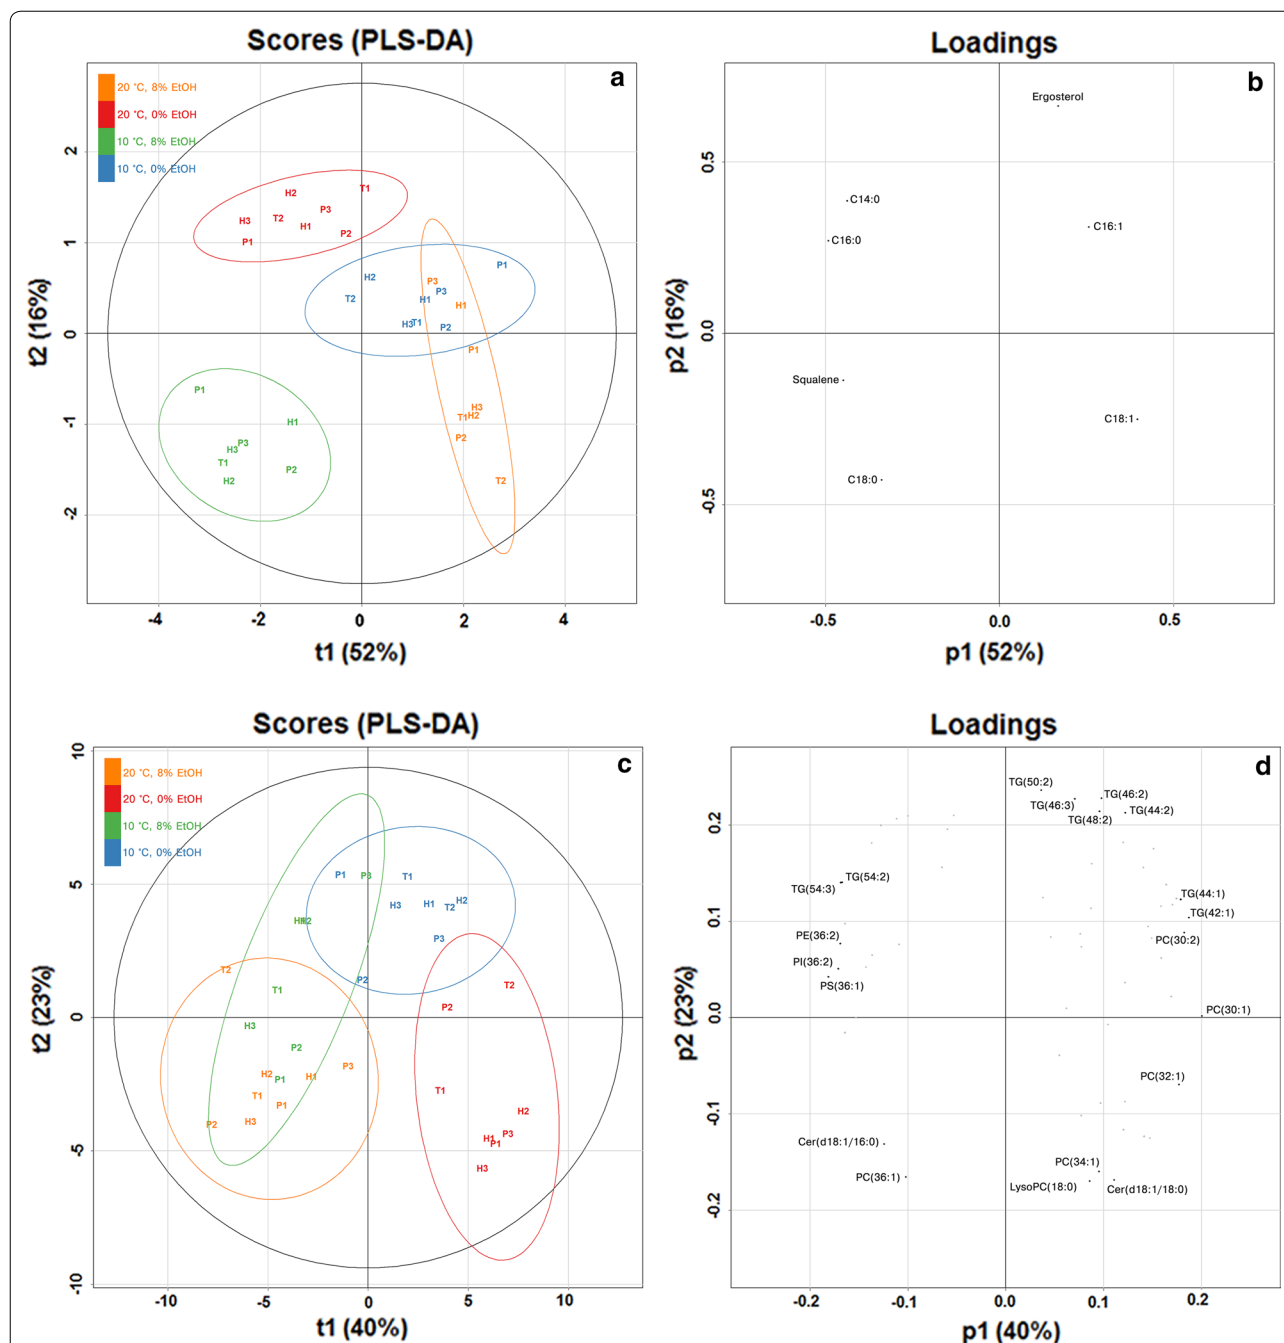 Scores (PLS-DA)
a
20 °C, 8% EtOH
20 °C, 0% EtOH
10 °C, 8% EtOH
10 °C, 0% EtOH
H2
T1
H3
T2
P3
H1
P1
P2
P1
H2
P3
P3
T2
H1
H1
H3
T1
P2
P1
P1
H1
H3
T1
H2
P2
P3
H3
T1
P2
H2
T2
2
1
0
-1
-2
t2 (16%)
-4
-2
0
2
4
t1 (52%)
Loadings
b
Ergosterol
C14:0
C16:1
C16:0
Squalene
C18:1
C18:0
0.5
0.0
-0.5
p2 (16%)
-0.5
0.0
0.5
p1 (52%)
Scores (PLS-DA)
c
20 °C, 8% EtOH
20 °C, 0% EtOH
10 °C, 8% EtOH
10 °C, 0% EtOH
P1
P3
T1
H3
H1
H2
T2
H1
H2
P3
P2
T2
T2
P2
T1
H3
P2
P3
H2
P1
H1
T1
T1
P1
H2
P2
H3
H1
P3
P1
H3
10
5
0
-5
-10
t2 (23%)
-10
-5
0
5
10
t1 (40%)
Loadings
d
TG(50:2)
TG(46:2)
TG(46:3)
TG(44:2)
TG(48:2)
TG(54:2)
TG(54:3)
TG(44:1)
TG(42:1)
PE(36:2)
PC(30:2)
PI(36:2)
PS(36:1)
PC(30:1)
PC(32:1)
Cer(d18:1/16:0)
PC(36:1)
PC(34:1)
LysoPC(18:0)
Cer(d18:1/18:0)
0.2
0.1
0.0
-0.1
-0.2
p2 (23%)
-0.2
-0.1
0.0
0.1
0.2
p1 (40%)